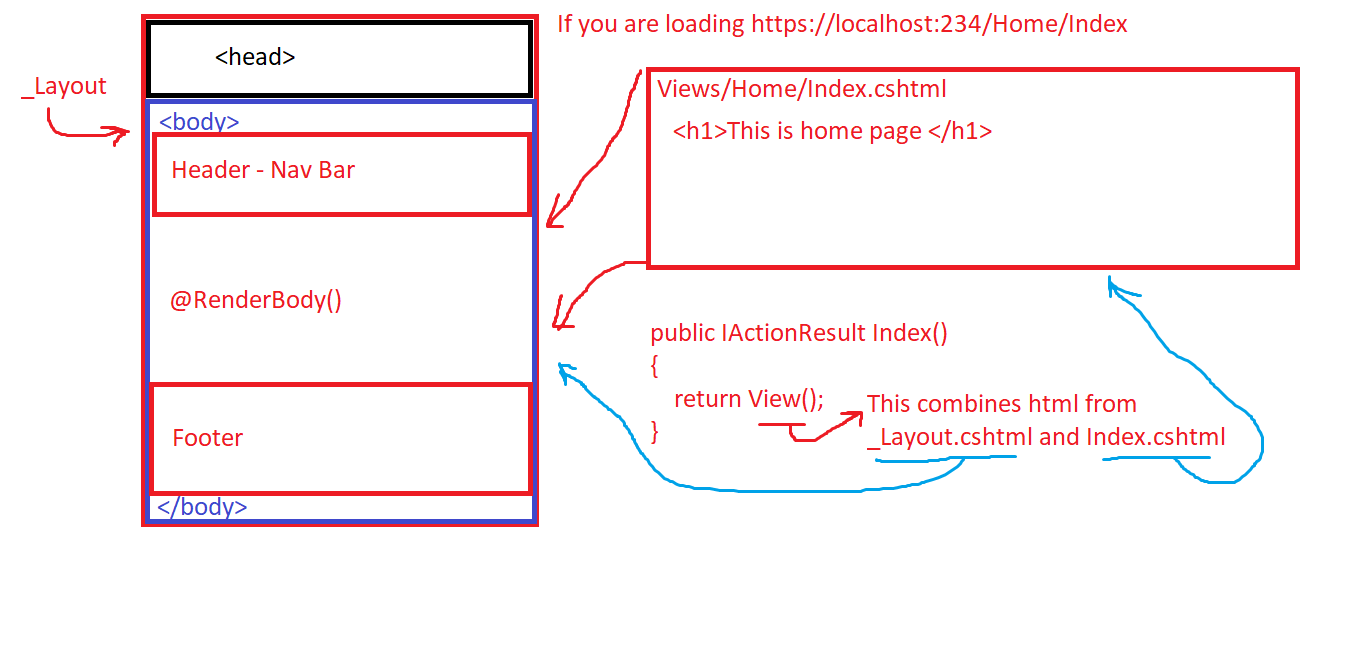 If you are loading https://localhost:234/Home/Index
<head>
_Layout
<body>
Header - Nav Bar
@RenderBody()
Footer
</body>
Views/Home/Index.cshtml
<h1>This is home page </h1>
public IActionResult Index()
{
return View();
}
This combines html from
_Layout.cshtml and Index.cshtml